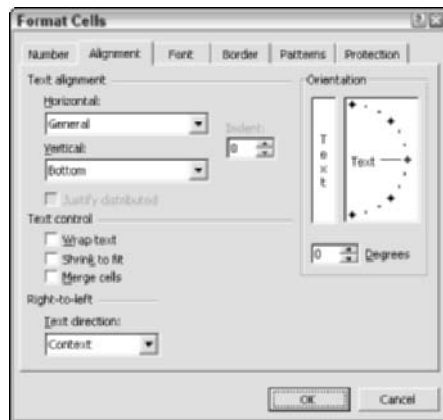 Format Cells
Number Alignment Font Border Patterns Protection
Text alignment
Horizontal:
General
Vertical:
Bottom
Indent:
0
Justify distributed
Text control
Wrap text
Shrink to fit
Merge cells
Right-to-left
Text direction:
Context
Orientation
Text
Text
0 Degrees
OK Cancel